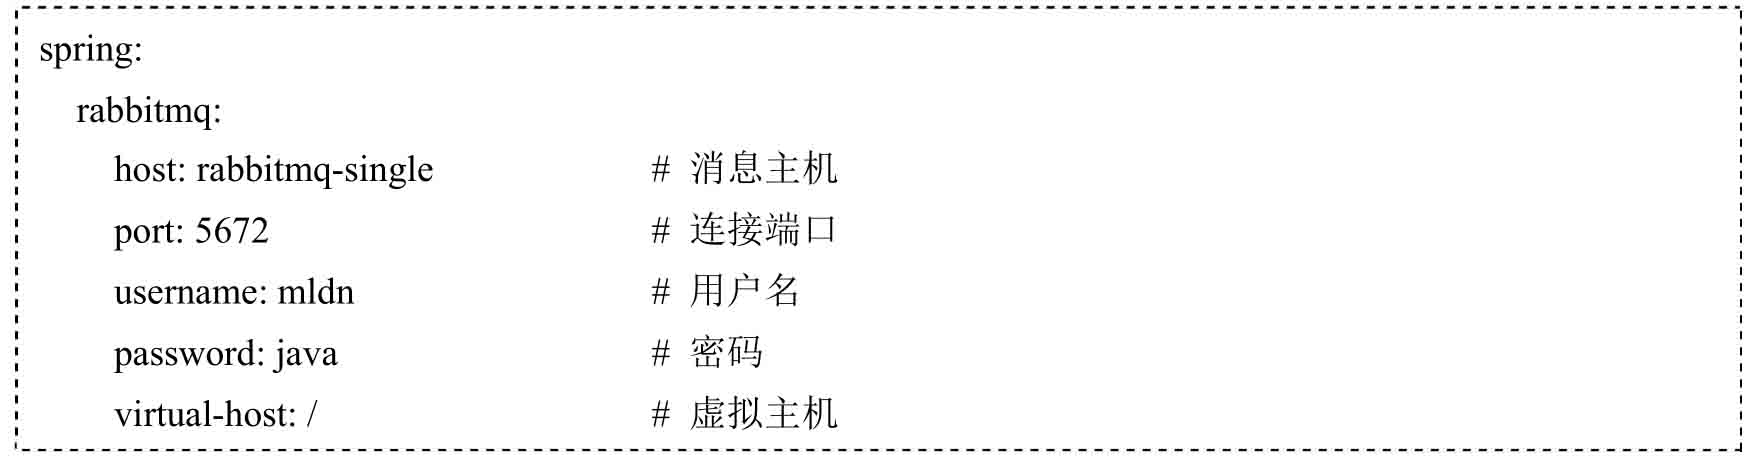 spring:
rabbitmq:
host: rabbitmq-single # 消息主机
port: 5672 # 连接端口
username: mldn # 用户名
password: java # 密码
virtual-host: / # 虚拟主机